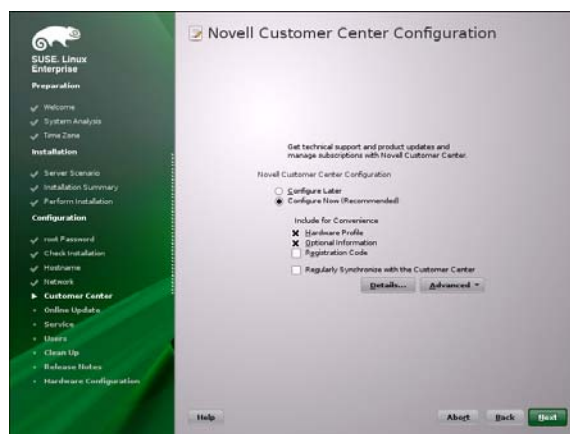 SUSE. Linux
Enterprise
Preparation
Welcome
System Analysis
Time Zone
Installation
Server Scenario
Installation Summary
Perform Installation
Configuration
root Password
Check Installation
Hostname
Network
Customer Center
Online Update
Service
Users
Clean Up
Release Notes
Hardware Configuration
Novell Customer Center Configuration
Get technical support and product updates and
manage subscriptions with Novell Customer Center.
Novell Customer Center Configuration
Configure Later
Configure Now (Recommended)
Include for Convenience
Hardware Profile
Optional Information
Registration Code
Regularly Synchronize with the Customer Center
Details... Advanced
Help Abort Back Next